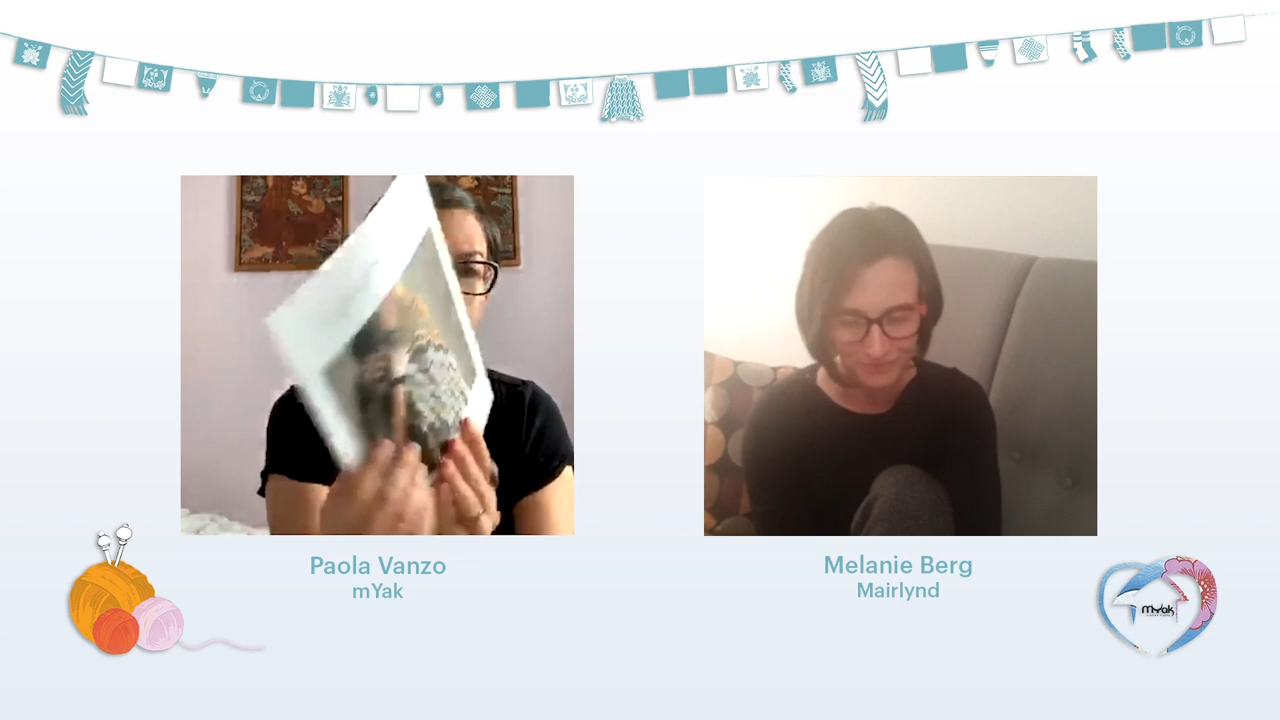 Paola Vanzo
mYak
Melanie Berg
Mairlynd
mYak